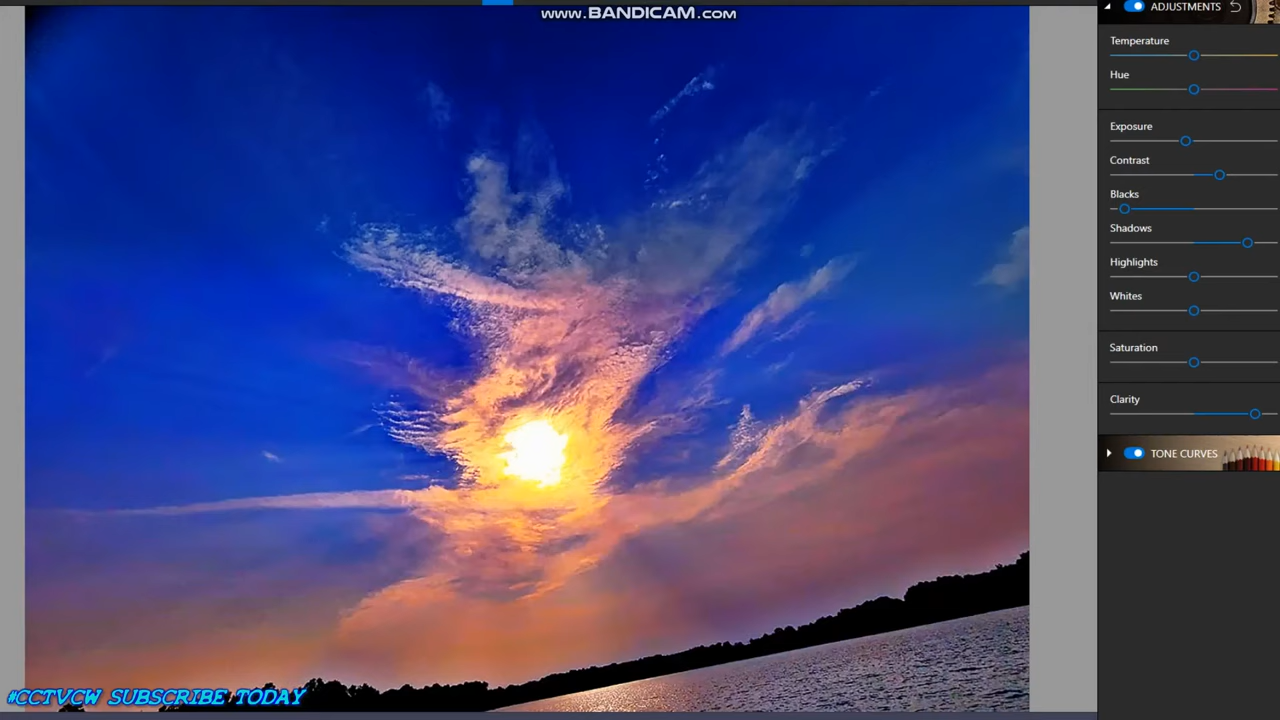 www.BANDICAM.com
ADJUSTMENTS
Temperature
Hue
Exposure
Contrast
Blacks
Shadows
Highlights
Whites
Saturation
Clarity
TONE CURVES
#CCTVCW SUBSCRIBE TODAY